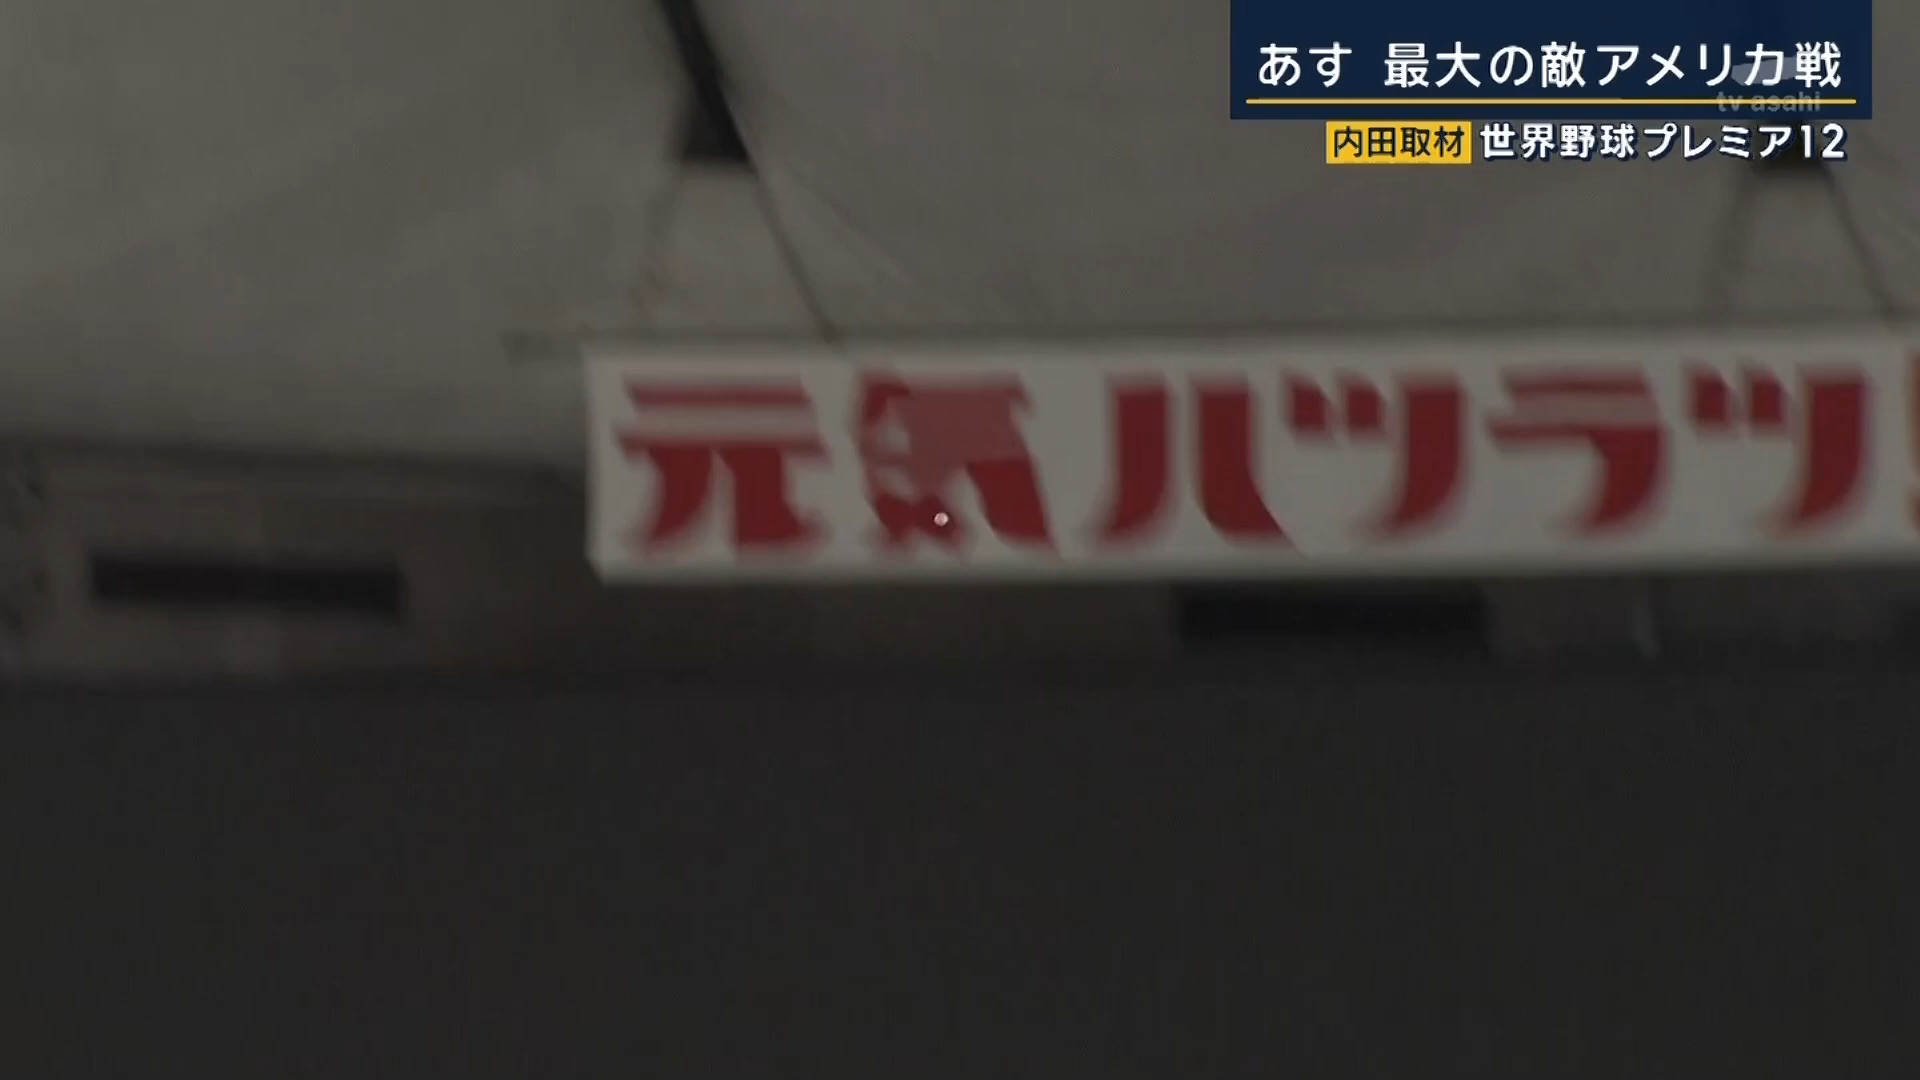 あす 最大の敵アメリカ戦
tv asahi
内田取材 世界野球プレミア12
元気ハツラツ